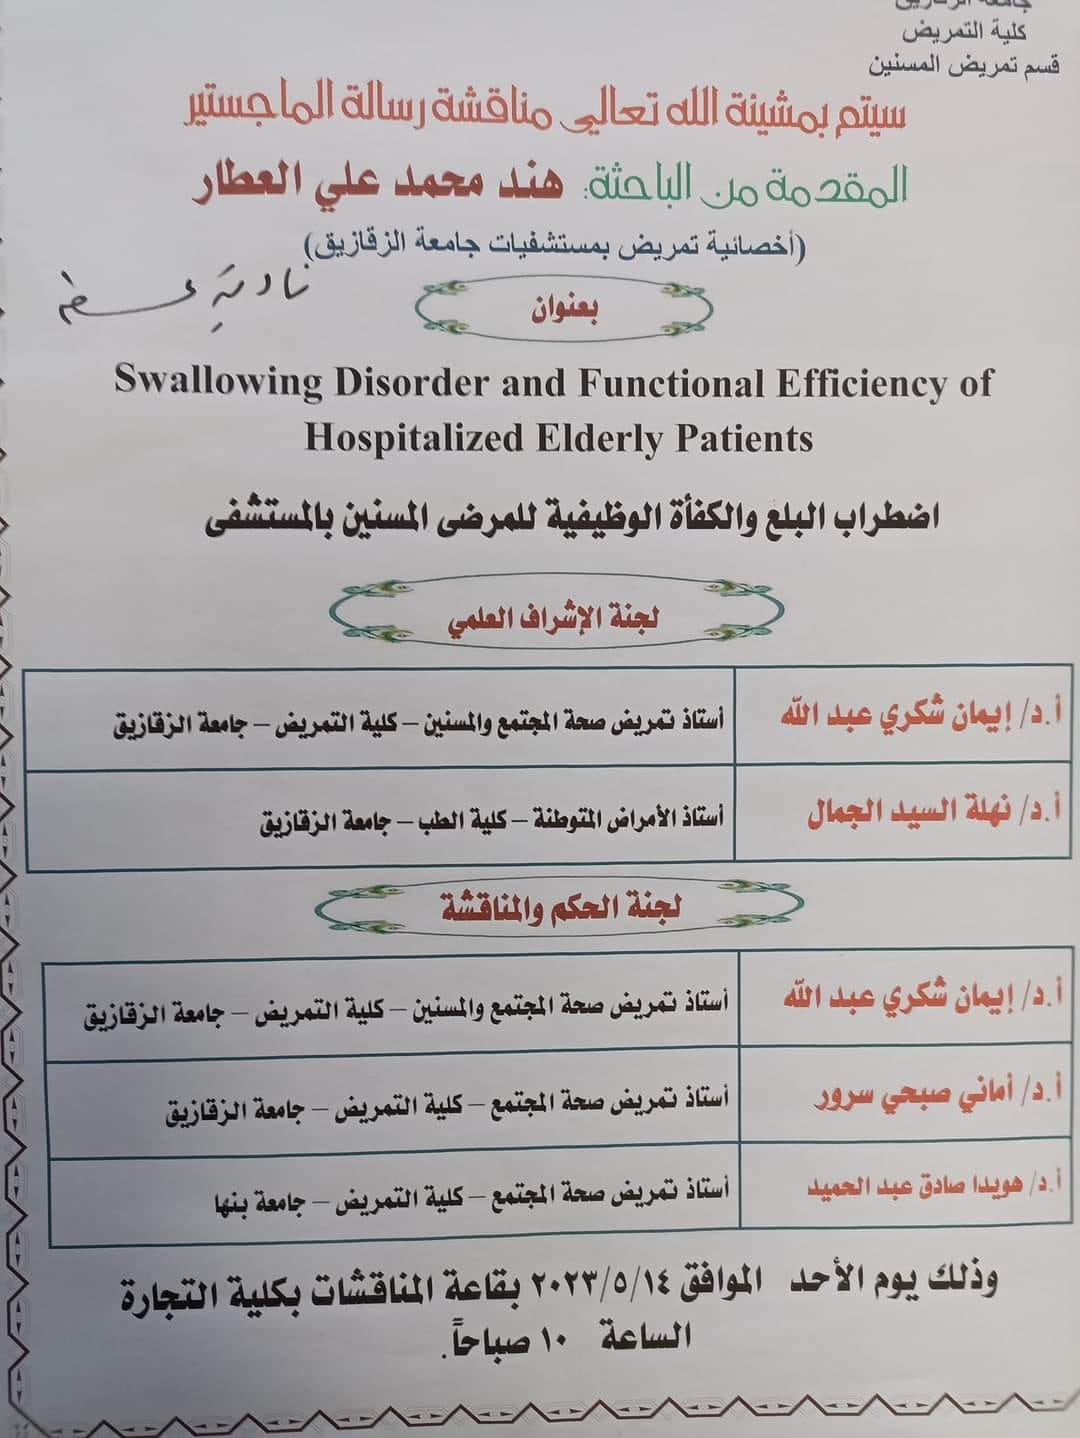 جامعة الزقازيق
كلية التمريض
قسم تمريض المسنين
سيتم بمشيئة الله تعالي مناقشة رسالة الماجستير
المقدمة من الباحثة: هند محمد علي العطار
(أخصائية تمريض بمستشفيات جامعة الزقازيق)
نادية
بعنوان
Swallowing Disorder and Functional Efficiency of
Hospitalized Elderly Patients
اضطراب البلع والكفأة الوظيفية للمرضى المسنين بالمستشفى
لجنة الإشراف العلمي
أ.د/ إيمان شكري عبد الله أستاذ تمريض صحة المجتمع والمسنين – كلية التمريض – جامعة الزقازيق
أ.د/ نهلة السيد الجمال أستاذ الأمراض المتوطنة – كلية الطب – جامعة الزقازيق
لجنة الحكم والمناقشة
أ.د/ إيمان شكري عبد الله أستاذ تمريض صحة المجتمع والمسنين – كلية التمريض – جامعة الزقازيق
أ.د/ أماني صبحي سرور أستاذ تمريض صحة المجتمع – كلية التمريض – جامعة الزقازيق
أ.د/ هويدا صادق عبد الحميد أستاذ تمريض صحة المجتمع – كلية التمريض – جامعة بنها
وذلك يوم الأحد الموافق ٢٠٢٣/٥/١٤ بقاعة المناقشات بكلية التجارة
الساعة ١٠ صباحاً.